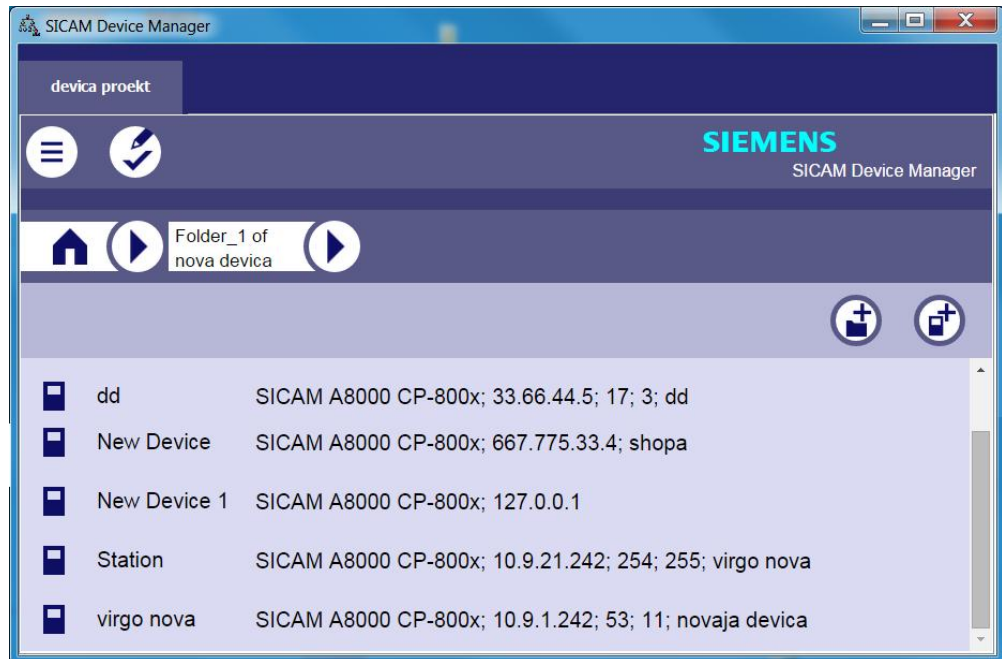 SICAM Device Manager
devica proekt
SIEMENS
SICAM Device Manager
Folder_1 of
nova devica
dd SICAM A8000 CP-800x; 33.66.44.5; 17; 3; dd
New Device SICAM A8000 CP-800x; 667.775.33.4; shopa
New Device 1 SICAM A8000 CP-800x; 127.0.0.1
Station SICAM A8000 CP-800x; 10.9.21.242; 254; 255; virgo nova
virgo nova SICAM A8000 CP-800x; 10.9.1.242; 53; 11; novaja devica